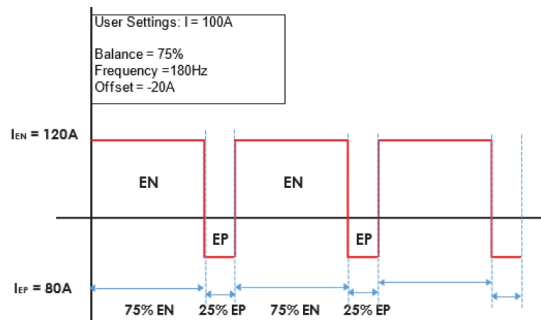 User Settings: I = 100A
Balance = 75%
Frequency =180Hz
Offset = -20A
IEN = 120A
EN
EN
EP
EP
IEP = 80A
75% EN
25% EP
75% EN
25% EP